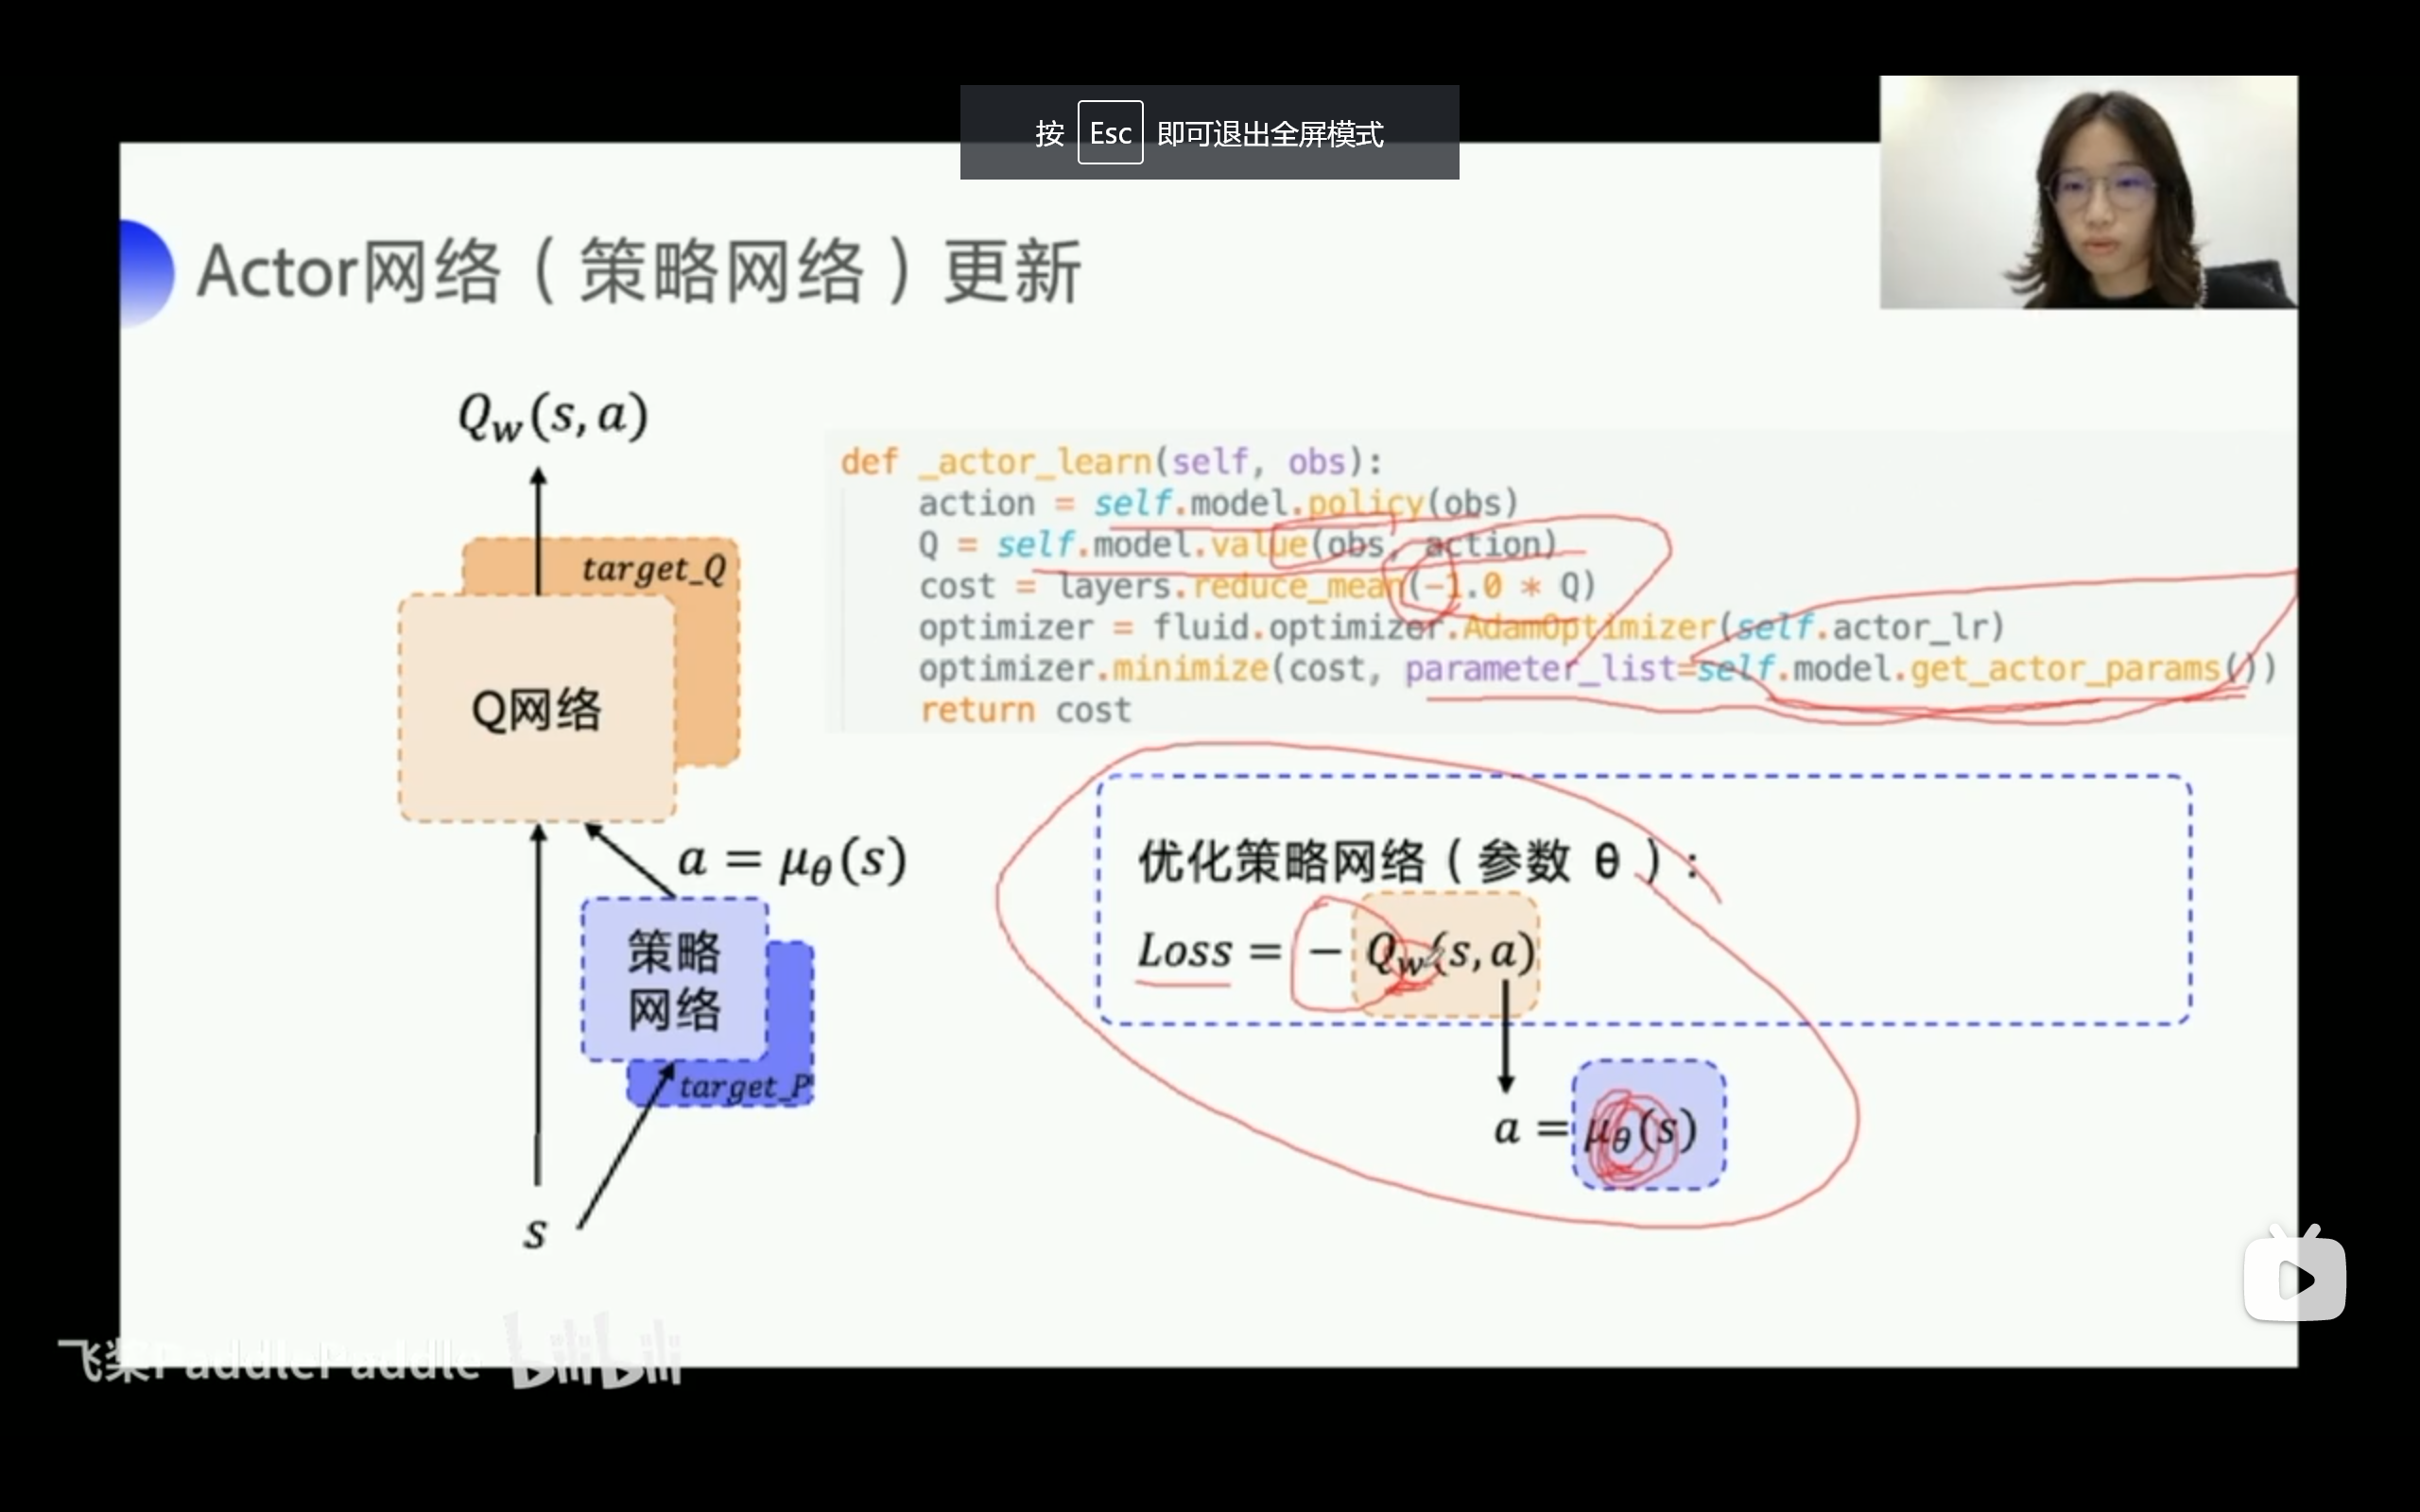 按 Esc 即可退出全屏模式
Actor网络（策略网络）更新
Q_w(s,a)
target_Q
Q网络
a = μ_θ(s)
策略
网络
target_P
s
def _actor_learn(self, obs):
    action = self.model.policy(obs)
    Q = self.model.value(obs, action)
    cost = layers.reduce_mean(-1.0 * Q)
    optimizer = fluid.optimizer.AdamOptimizer(self.actor_lr)
    optimizer.minimize(cost, parameter_list=self.model.get_actor_params())
    return cost
优化策略网络（参数 θ）：
Loss = − Q_w(s,a)
a = μ_θ(s)
飞桨PaddlePaddle bilibili